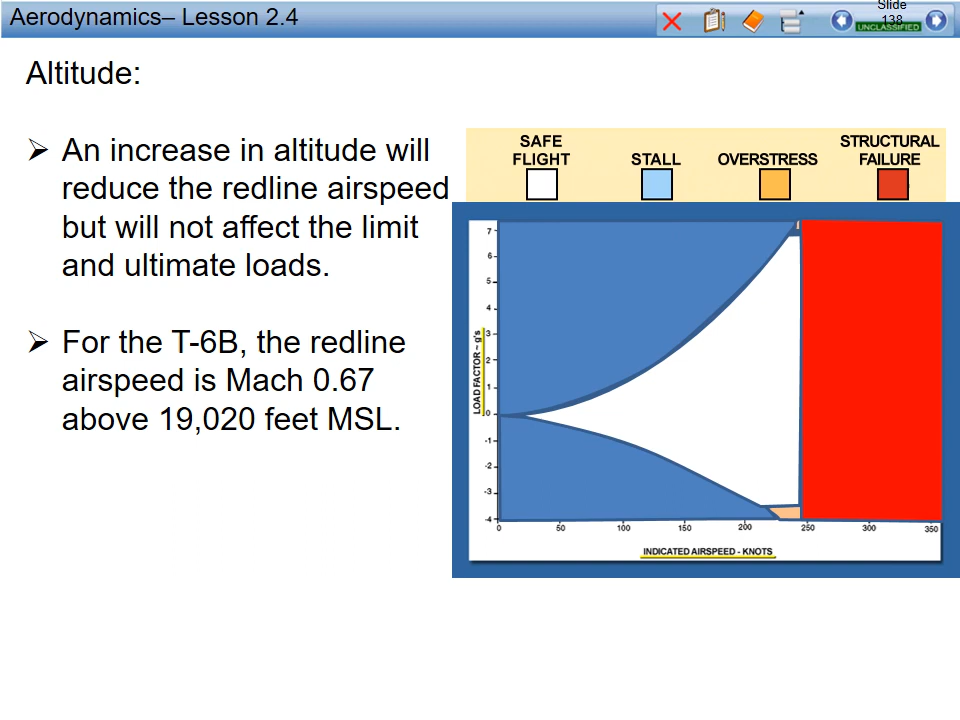 Aerodynamics– Lesson 2.4
Slide
138
UNCLASSIFIED
Altitude:
➢ An increase in altitude will
reduce the redline airspeed
but will not affect the limit
and ultimate loads.
➢ For the T-6B, the redline
airspeed is Mach 0.67
above 19,020 feet MSL.
SAFE
FLIGHT
STALL
OVERSTRESS
STRUCTURAL
FAILURE
LOAD FACTOR – g's
7
6
5
4
3
2
1
0
-1
-2
-3
-4
0 50 100 150 200 250 300 350
INDICATED AIRSPEED - KNOTS